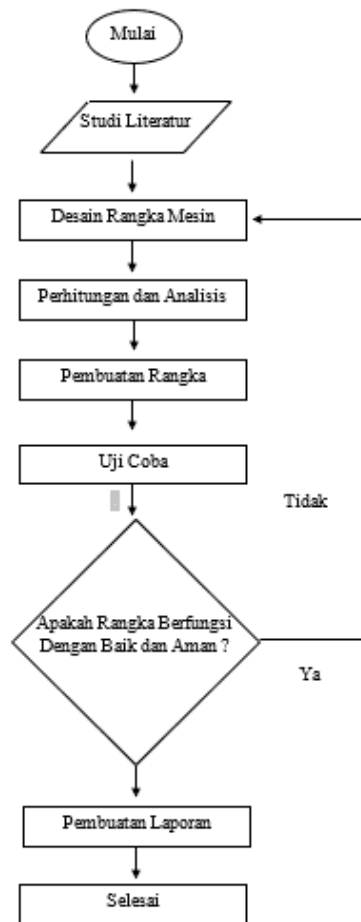 Mulai
Studi Literatur
Desain Rangka Mesin
Perhitungan dan Analisis
Pembuatan Rangka
Uji Coba
Tidak
Apakah Rangka Berfungsi
Dengan Baik dan Aman ?
Ya
Pembuatan Laporan
Selesai